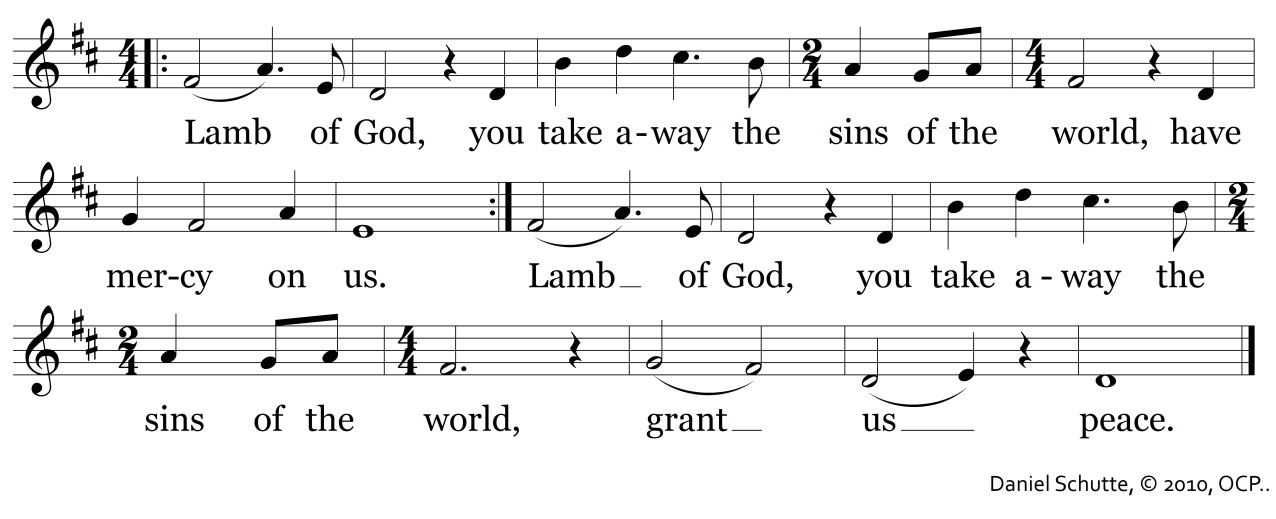 Lamb of God, you take a-way the sins of the world, have
mer-cy on us. Lamb of God, you take a - way the
sins of the world, grant us peace.
Daniel Schutte, © 2010, OCP..